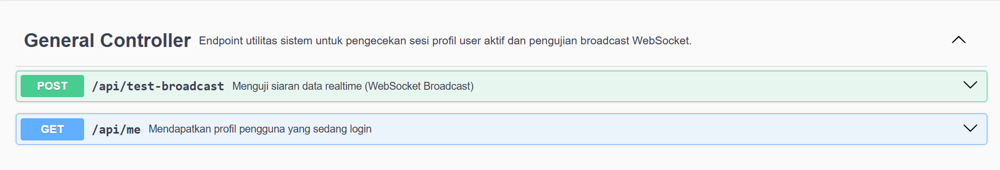 General Controller Endpoint utilitas sistem untuk pengecekan sesi profil user aktif dan pengujian broadcast WebSocket.
POST /api/test-broadcast Menguji siaran data realtime (WebSocket Broadcast)
GET /api/me Mendapatkan profil pengguna yang sedang login